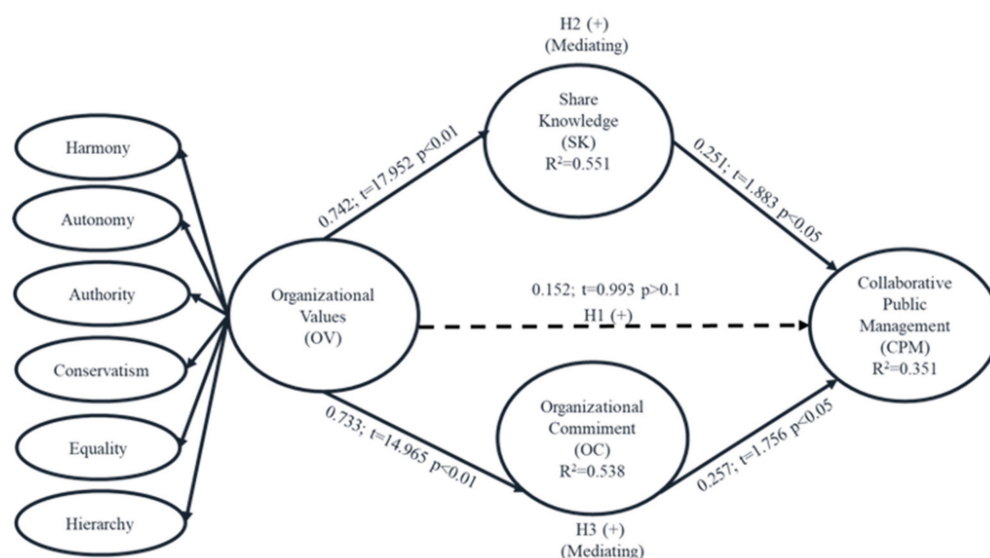 H2 (+)
(Mediating)
Share
Knowledge
(SK)
R²=0.551
Harmony
Autonomy
Authority
Conservatism
Equality
Hierarchy
Organizational
Values
(OV)
0.742; t=17.952 p<0.01
0.251; t=1.883 p<0.05
0.152; t=0.993 p>0.1
H1 (+)
Collaborative
Public
Management
(CPM)
R²=0.351
0.733; t=14.965 p<0.01
Organizational
Commiment
(OC)
R²=0.538
0.257; t=1.756 p<0.05
H3 (+)
(Mediating)